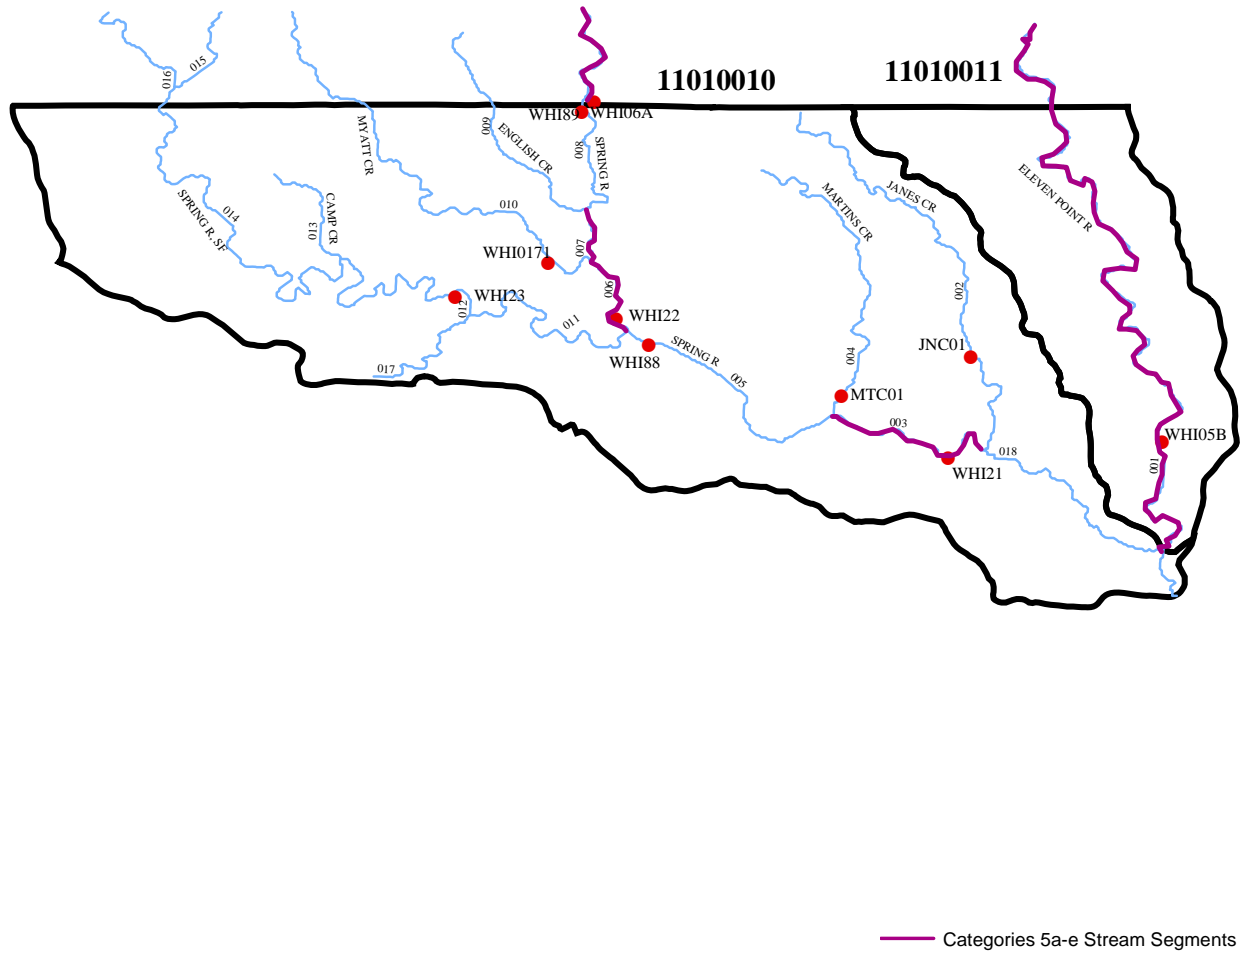 016
015
11010010
11010011
WHI89
WHI06A
MYATT CR
009
ENGLISH CR
008
SPRING R
SPRING R, SF
014
CAMP CR
013
010
MARTINS CR
JANES CR
ELEVEN POINT R
WHI0171
007
006
WHI23
012
011
WHI22
WHI88
SPRING R
005
017
002
004
JNC01
MTC01
003
WHI21
018
WHI05B
001
Categories 5a-e Stream Segments